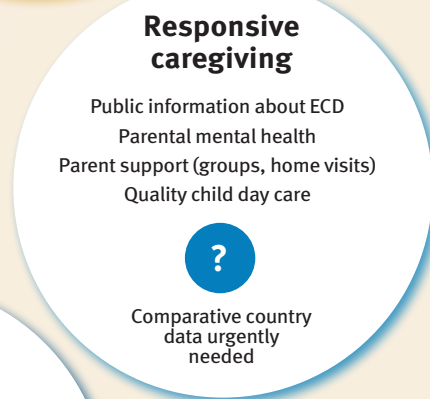 Responsive
caregiving
Public information about ECD
Parental mental health
Parent support (groups, home visits)
Quality child day care
?
Comparative country
data urgently
needed